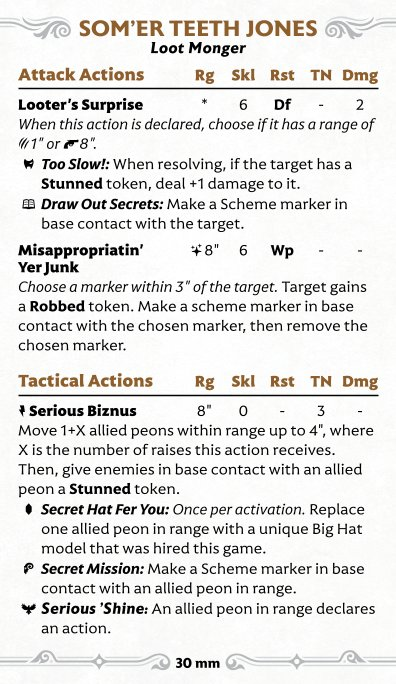 SOM'ER TEETH JONES
Loot Monger
Attack Actions Rg Skl Rst TN Dmg
Looter's Surprise * 6 Df - 2
When this action is declared, choose if it has a range of
1" or 8".
Too Slow!: When resolving, if the target has a
Stunned token, deal +1 damage to it.
Draw Out Secrets: Make a Scheme marker in
base contact with the target.
Misappropriatin' 8" 6 Wp - -
Yer Junk
Choose a marker within 3" of the target. Target gains
a Robbed token. Make a scheme marker in base
contact with the chosen marker, then remove the
chosen marker.
Tactical Actions Rg Skl Rst TN Dmg
Serious Biznus 8" 0 - 3 -
Move 1+X allied peons within range up to 4", where
X is the number of raises this action receives.
Then, give enemies in base contact with an allied
peon a Stunned token.
Secret Hat Fer You: Once per activation. Replace
one allied peon in range with a unique Big Hat
model that was hired this game.
Secret Mission: Make a Scheme marker in base
contact with an allied peon in range.
Serious 'Shine: An allied peon in range declares
an action.
30 mm